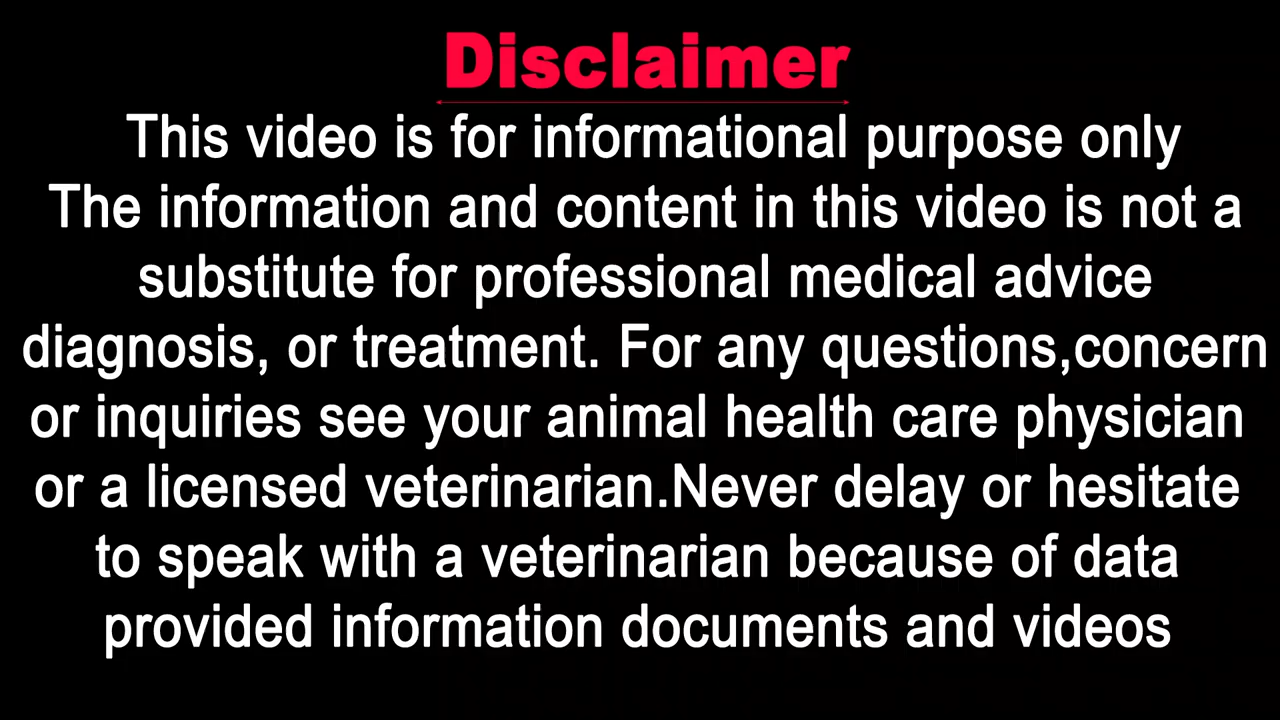 Disclaimer
This video is for informational purpose only
The information and content in this video is not a
substitute for professional medical advice
diagnosis, or treatment. For any questions,concern
or inquiries see your animal health care physician
or a licensed veterinarian.Never delay or hesitate
to speak with a veterinarian because of data
provided information documents and videos